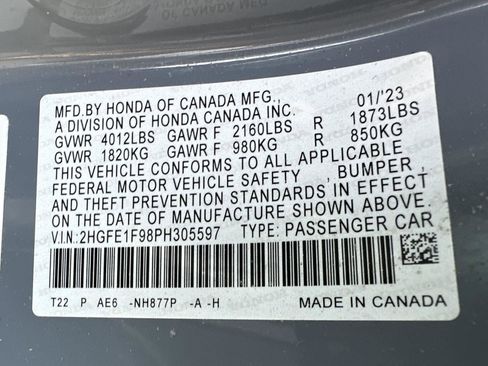 MFD.BY HONDA OF CANADA MFG., 01/'23
A DIVISION OF HONDA CANADA INC.
GVWR 4012LBS GAWR F 2160LBS R 1873LBS
GVWR 1820KG GAWR F 980KG R 850KG
THIS VEHICLE CONFORMS TO ALL APPLICABLE
FEDERAL MOTOR VEHICLE SAFETY , BUMPER ,
AND THEFT PREVENTION STANDARDS IN EFFECT
ON THE DATE OF MANUFACTURE SHOWN ABOVE.
V.I.N:2HGFE1F98PH305597 TYPE: PASSENGER CAR
T22 P AE6 -NH877P -A -H MADE IN CANADA